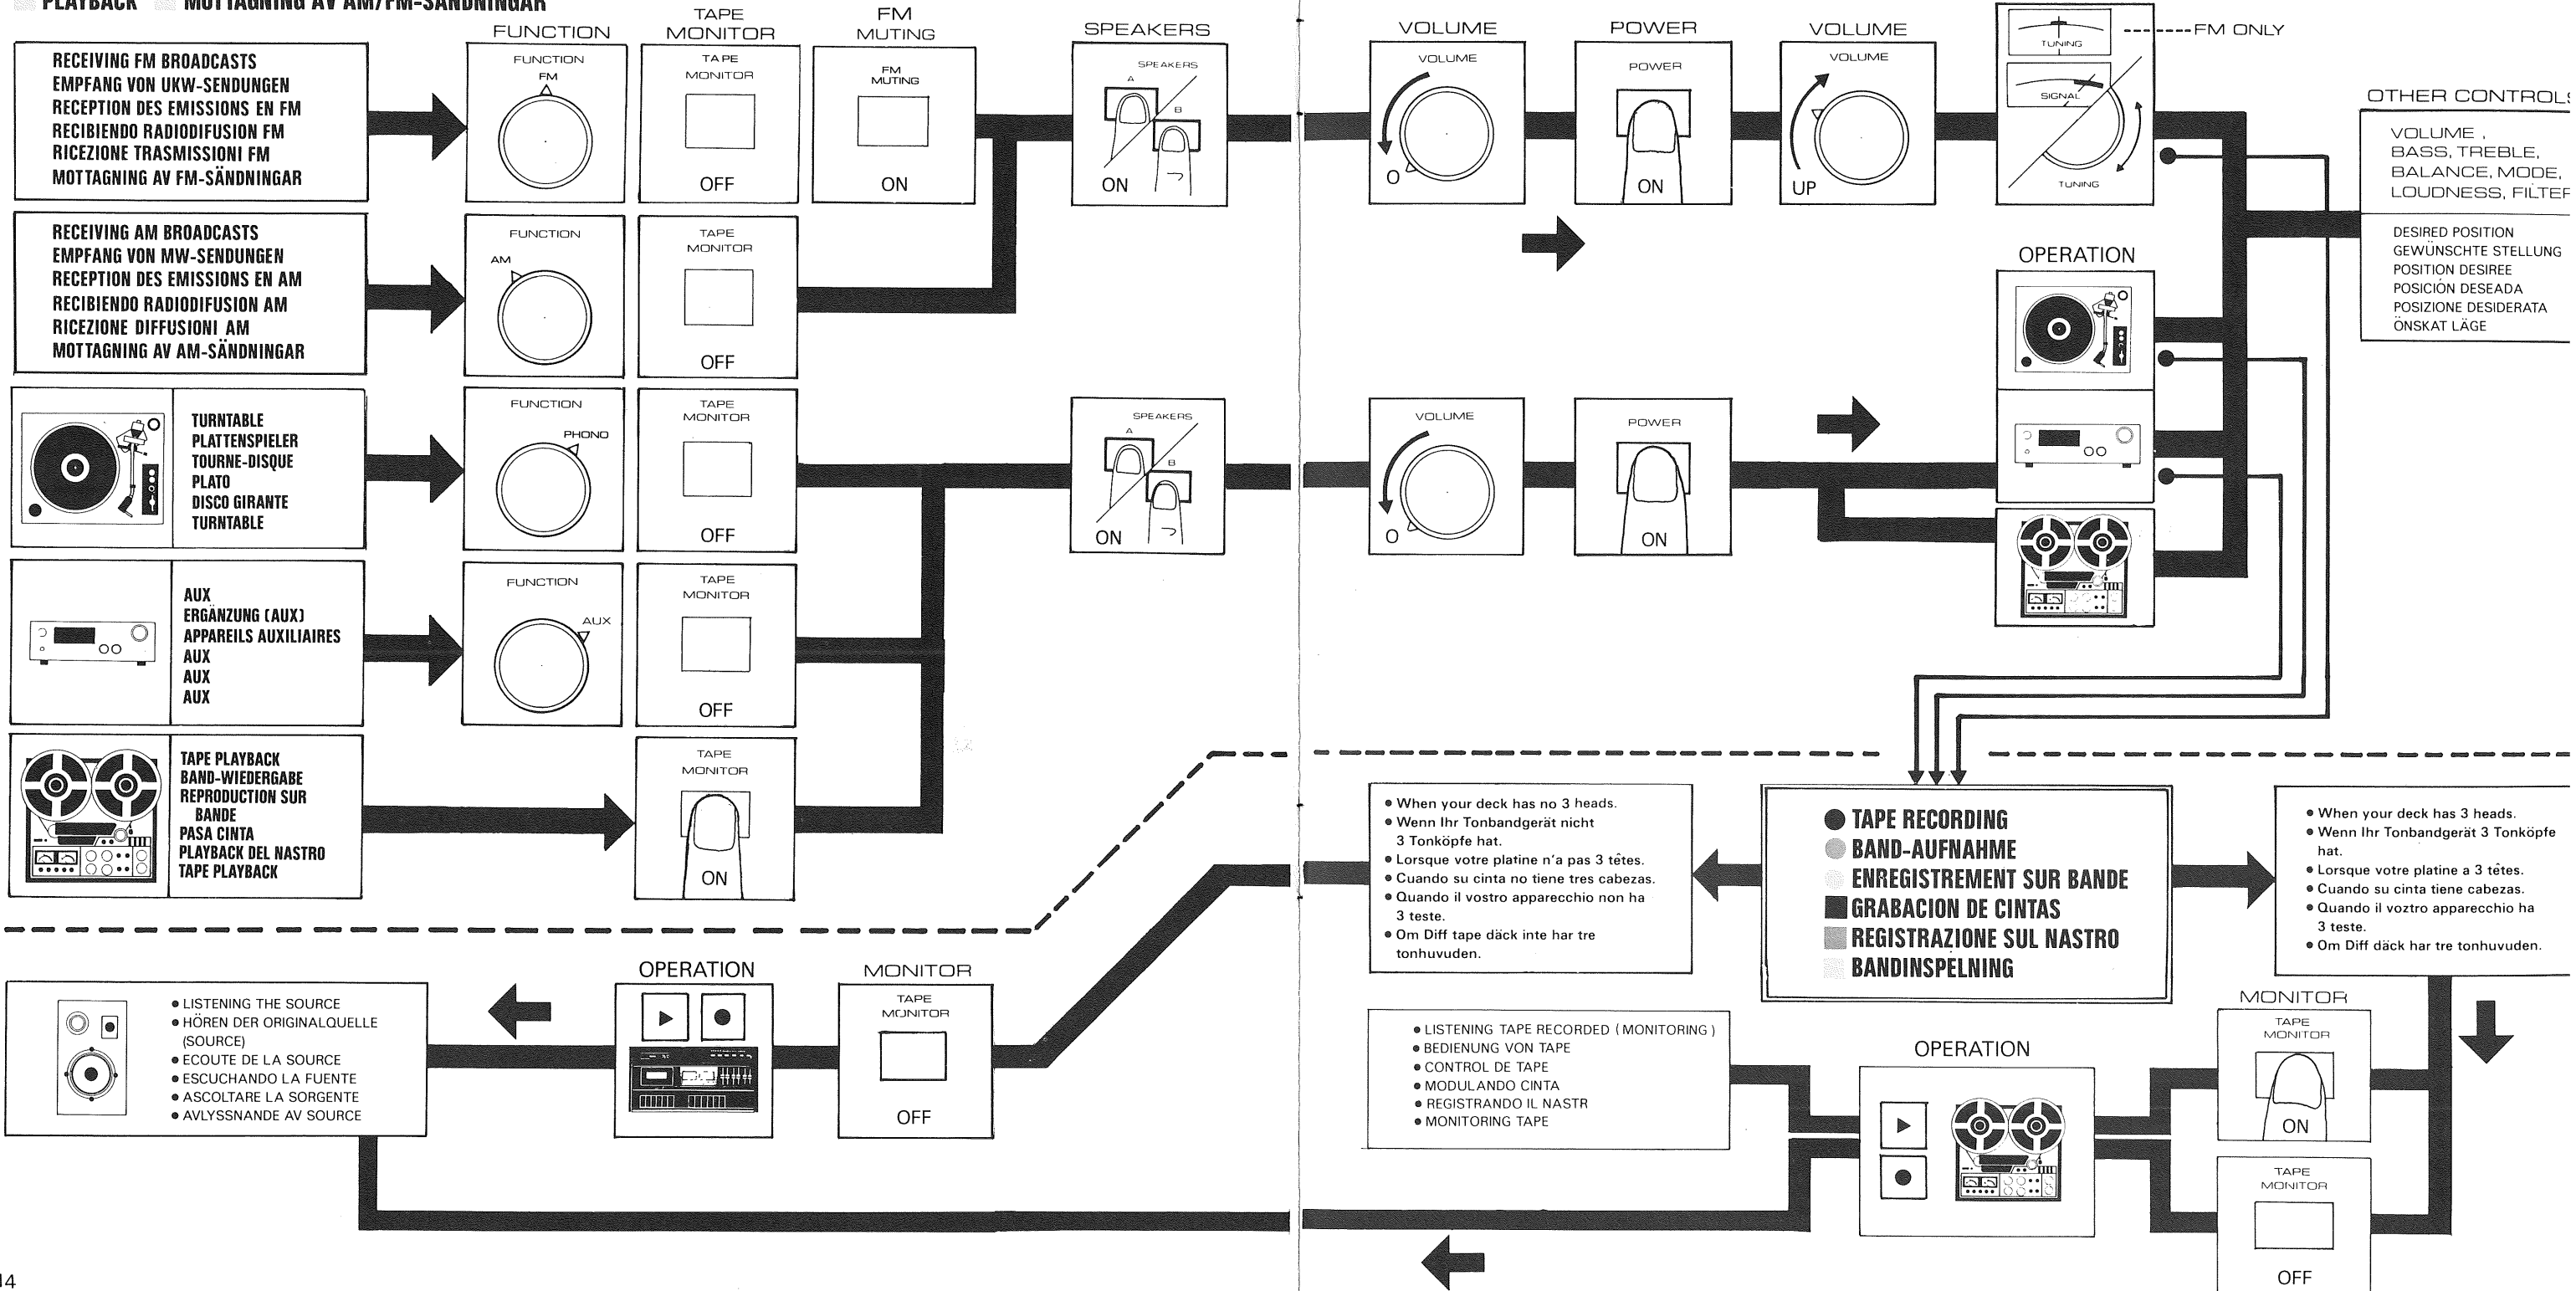 PLAYBACK MOTTAGNING AV AM/FM-SÄNDNINGAR
FUNCTION
TAPE
MONITOR
FM
MUTING
SPEAKERS
VOLUME
POWER
VOLUME
RECEIVING FM BROADCASTS
EMPFANG VON UKW-SENDUNGEN
RECEPTION DES EMISSIONS EN FM
RECIBIENDO RADIODIFUSION FM
RICEZIONE TRASMISSIONI FM
MOTTAGNING AV FM-SÄNDNINGAR
FUNCTION
FM
TAPE
MONITOR
OFF
FM
MUTING
ON
SPEAKERS
A
B
ON
VOLUME
O
POWER
ON
VOLUME
UP
TUNING
SIGNAL
TUNING
FM ONLY
OTHER CONTROLS
VOLUME ,
BASS, TREBLE,
BALANCE, MODE,
LOUDNESS, FILTER
DESIRED POSITION
GEWÜNSCHTE STELLUNG
POSITION DESIREE
POSICIÓN DESEADA
POSIZIONE DESIDERATA
ÖNSKAT LÄGE
RECEIVING AM BROADCASTS
EMPFANG VON MW-SENDUNGEN
RECEPTION DES EMISSIONS EN AM
RECIBIENDO RADIODIFUSION AM
RICEZIONE DIFFUSIONI AM
MOTTAGNING AV AM-SÄNDNINGAR
FUNCTION
AM
TAPE
MONITOR
OFF
OPERATION
TURNTABLE
PLATTENSPIELER
TOURNE-DISQUE
PLATO
DISCO GIRANTE
TURNTABLE
FUNCTION
PHONO
TAPE
MONITOR
OFF
SPEAKERS
A
B
ON
VOLUME
O
POWER
ON
AUX
ERGÄNZUNG (AUX)
APPAREILS AUXILIAIRES
AUX
AUX
AUX
FUNCTION
AUX
TAPE
MONITOR
OFF
TAPE PLAYBACK
BAND-WIEDERGABE
REPRODUCTION SUR
BANDE
PASA CINTA
PLAYBACK DEL NASTRO
TAPE PLAYBACK
TAPE
MONITOR
ON
• When your deck has no 3 heads.
• Wenn Ihr Tonbandgerät nicht
3 Tonköpfe hat.
• Lorsque votre platine n'a pas 3 têtes.
• Cuando su cinta no tiene tres cabezas.
• Quando il vostro apparecchio non ha
3 teste.
• Om Diff tape däck inte har tre
tonhuvuden.
● TAPE RECORDING
● BAND-AUFNAHME
● ENREGISTREMENT SUR BANDE
■ GRABACION DE CINTAS
■ REGISTRAZIONE SUL NASTRO
■ BANDINSPELNING
• When your deck has 3 heads.
• Wenn Ihr Tonbandgerät 3 Tonköpfe
hat.
• Lorsque votre platine a 3 têtes.
• Cuando su cinta tiene cabezas.
• Quando il voztro apparecchio ha
3 teste.
• Om Diff däck har tre tonhuvuden.
• LISTENING THE SOURCE
• HÖREN DER ORIGINALQUELLE
(SOURCE)
• ECOUTE DE LA SOURCE
• ESCUCHANDO LA FUENTE
• ASCOLTARE LA SORGENTE
• AVLYSSNANDE AV SOURCE
OPERATION
MONITOR
TAPE
MONITOR
OFF
• LISTENING TAPE RECORDED (MONITORING)
• BEDIENUNG VON TAPE
• CONTROL DE TAPE
• MODULANDO CINTA
• REGISTRANDO IL NASTR
• MONITORING TAPE
OPERATION
MONITOR
TAPE
MONITOR
ON
TAPE
MONITOR
OFF
14